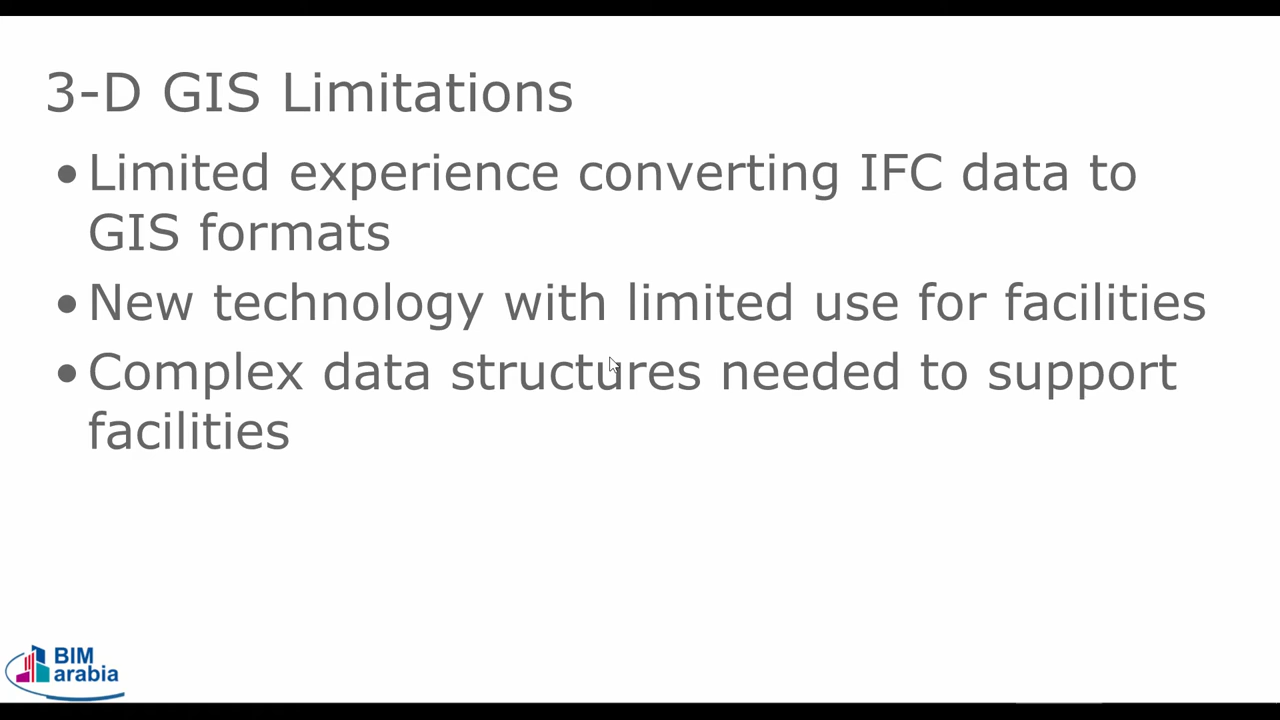 3-D GIS Limitations
• Limited experience converting IFC data to
GIS formats
• New technology with limited use for facilities
• Complex data structures needed to support
facilities
BIM
arabia